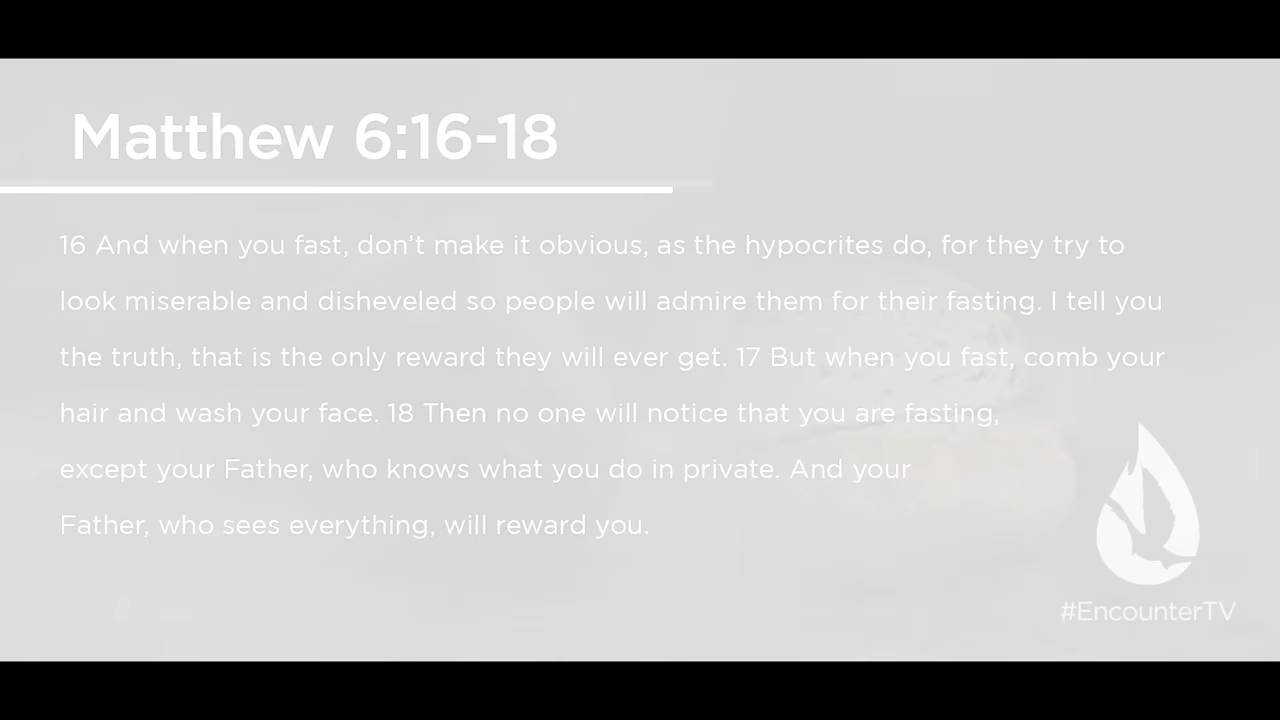 Matthew 6:16-18
16 And when you fast, don’t make it obvious, as the hypocrites do, for they try to
look miserable and disheveled so people will admire them for their fasting. I tell you
the truth, that is the only reward they will ever get. 17 But when you fast, comb your
hair and wash your face. 18 Then no one will notice that you are fasting,
except your Father, who knows what you do in private. And your
Father, who sees everything, will reward you.
#EncounterTV